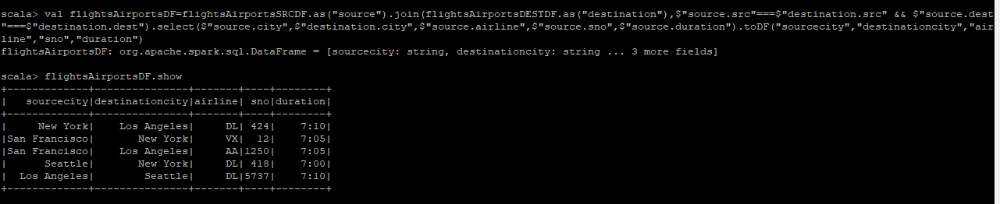 scala> val flightsAirportsDF=flightsAirportsSRCDF.as("source").join(flightsAirportsDESTDF.as("destination"),$"source.src"===$"destination.src" && $"source.dest
"===$"destination.dest").select($"source.city",$"destination.city",$"source.airline",$"source.sno",$"source.duration").toDF("sourcecity","destinationcity","air
line","sno","duration")
flightsAirportsDF: org.apache.spark.sql.DataFrame = [sourcecity: string, destinationcity: string ... 3 more fields]
scala> flightsAirportsDF.show
+-------------+---------------+-------+----+--------+
|   sourcecity|destinationcity|airline| sno|duration|
+-------------+---------------+-------+----+--------+
|     New York|    Los Angeles|     DL| 424|    7:10|
|San Francisco|       New York|     VX|  12|    7:05|
|San Francisco|    Los Angeles|     AA|1250|    7:05|
|      Seattle|       New York|     DL| 418|    7:00|
|  Los Angeles|        Seattle|     DL|5737|    7:10|
+-------------+---------------+-------+----+--------+